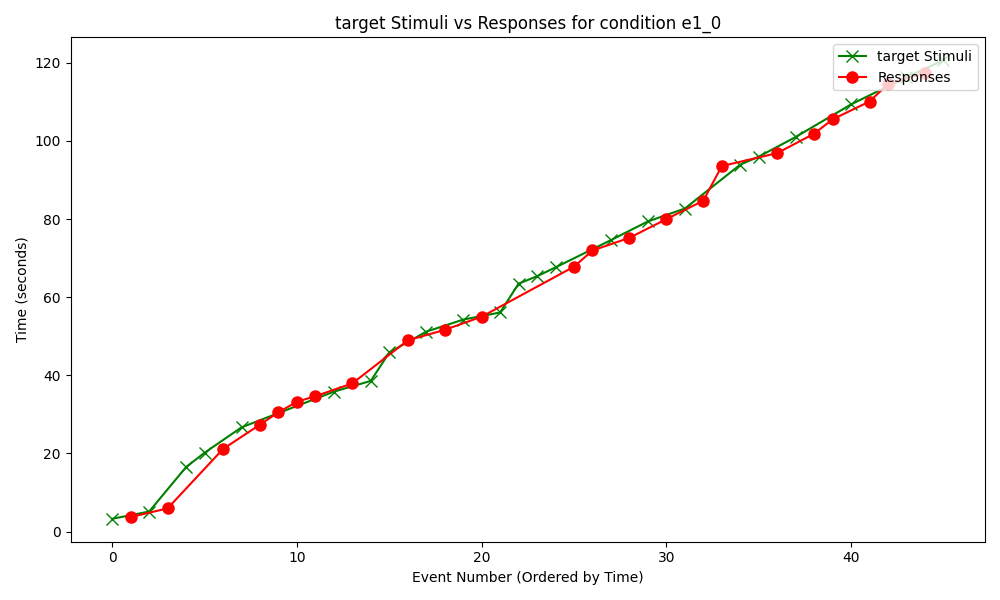 target Stimuli vs Responses for condition e1_0
target Stimuli
Responses
Time (seconds)
120
100
80
60
40
20
0
0 10 20 30 40
Event Number (Ordered by Time)